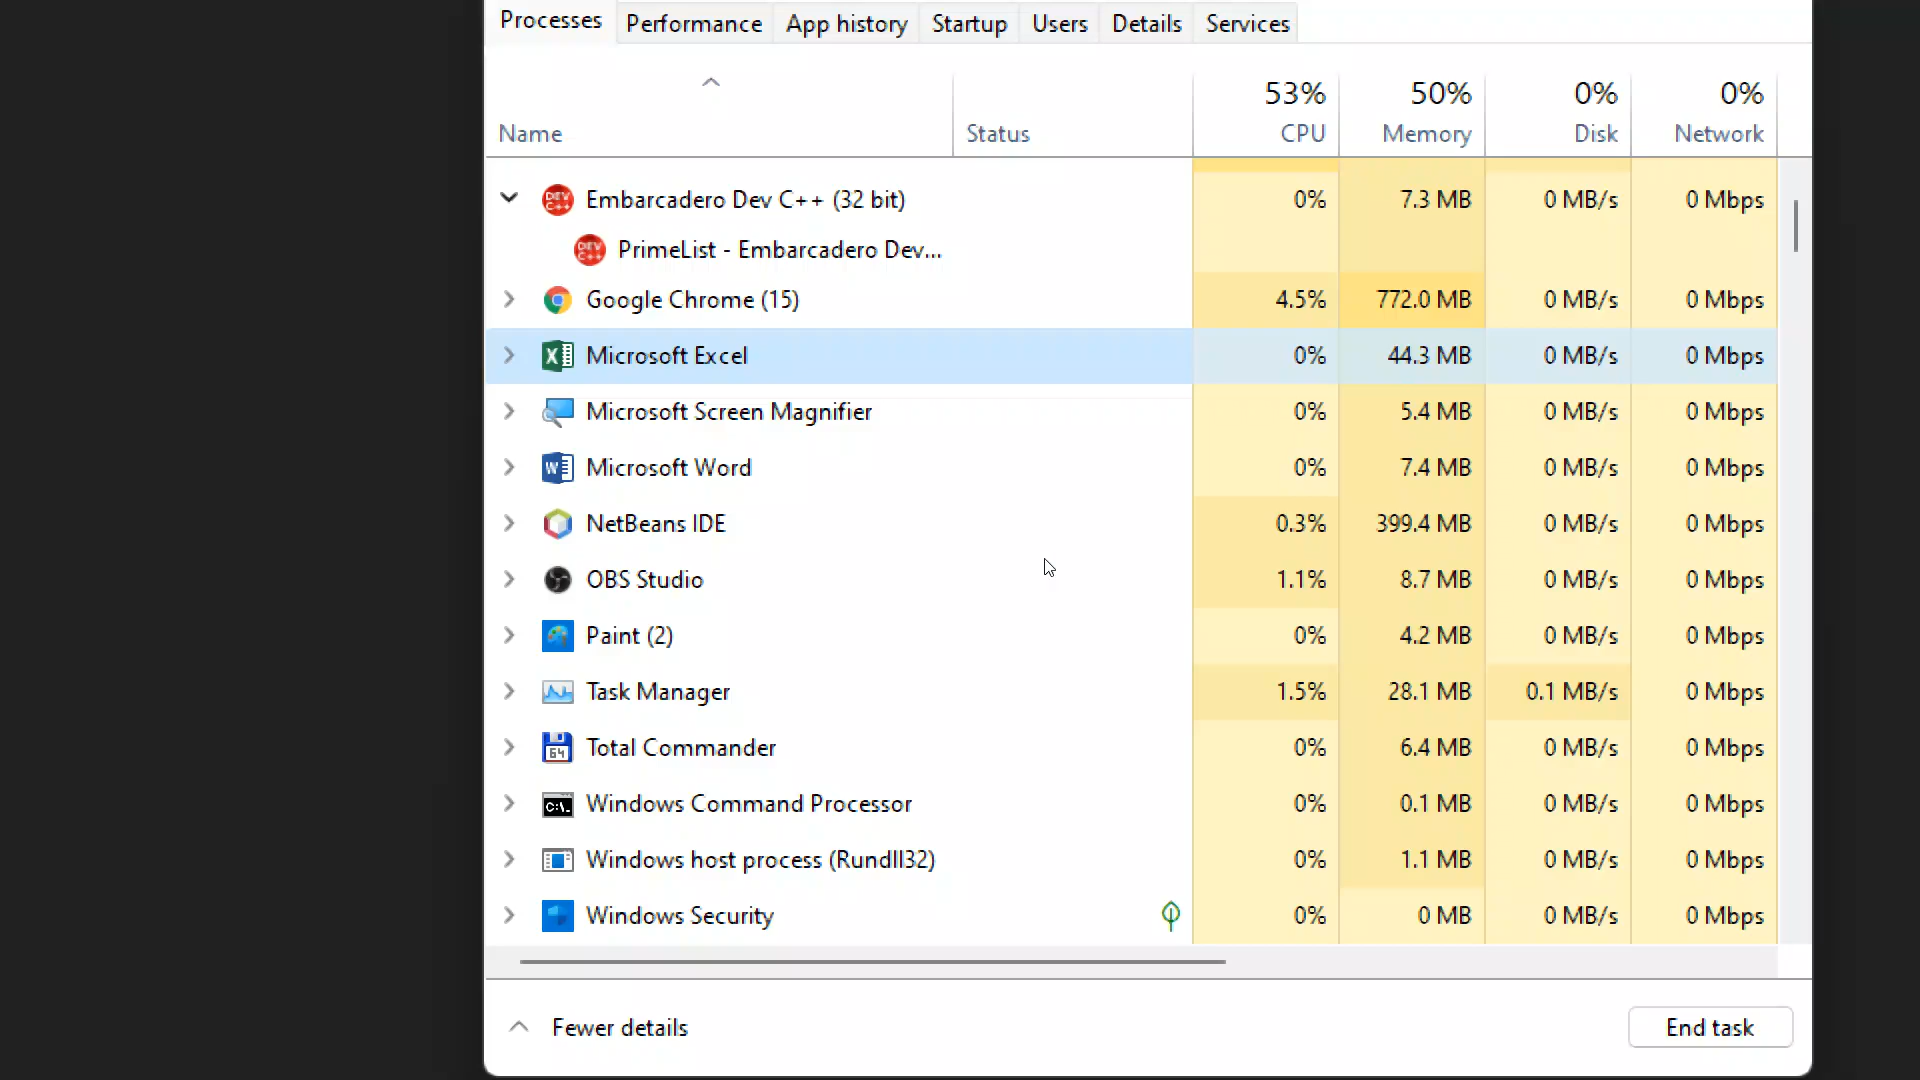 Processes Performance App history Startup Users Details Services
53% 50% 0% 0%
Name Status CPU Memory Disk Network
Embarcadero Dev C++ (32 bit) 0% 7.3 MB 0 MB/s 0 Mbps
PrimeList - Embarcadero Dev...
Google Chrome (15) 4.5% 772.0 MB 0 MB/s 0 Mbps
Microsoft Excel 0% 44.3 MB 0 MB/s 0 Mbps
Microsoft Screen Magnifier 0% 5.4 MB 0 MB/s 0 Mbps
Microsoft Word 0% 7.4 MB 0 MB/s 0 Mbps
NetBeans IDE 0.3% 399.4 MB 0 MB/s 0 Mbps
OBS Studio 1.1% 8.7 MB 0 MB/s 0 Mbps
Paint (2) 0% 4.2 MB 0 MB/s 0 Mbps
Task Manager 1.5% 28.1 MB 0.1 MB/s 0 Mbps
Total Commander 0% 6.4 MB 0 MB/s 0 Mbps
Windows Command Processor 0% 0.1 MB 0 MB/s 0 Mbps
Windows host process (Rundll32) 0% 1.1 MB 0 MB/s 0 Mbps
Windows Security 0% 0 MB 0 MB/s 0 Mbps
Fewer details End task